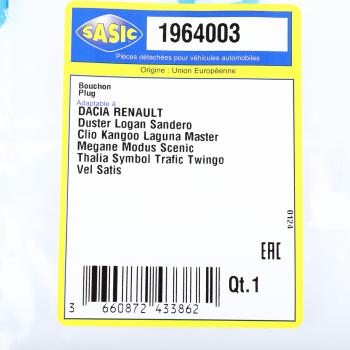 SASIC
1964003
Pièces détachées pour véhicules automobiles
Origine : Union Européenne
Bouchon
Plug
Adaptable à
DACIA RENAULT
Duster Logan Sandero
Clio Kangoo Laguna Master
Megane Modus Scenic
Thalia Symbol Trafic Twingo
Vel Satis
0124
EAC
Qt.1
3 660872 433862